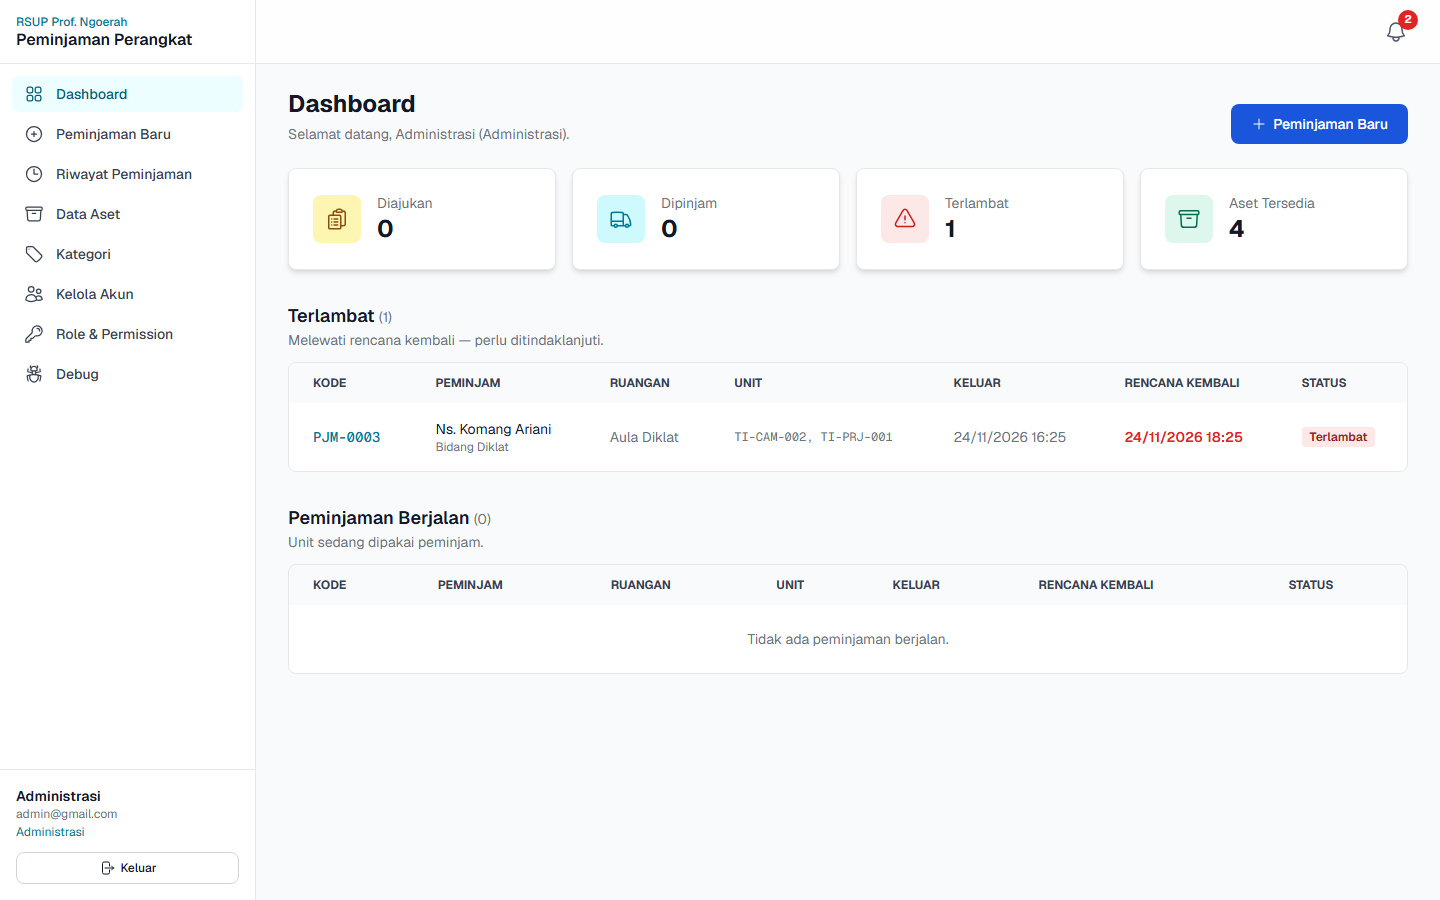 RSUP Prof. Ngoerah
Peminjaman Perangkat
2
Dashboard
Peminjaman Baru
Riwayat Peminjaman
Data Aset
Kategori
Kelola Akun
Role & Permission
Debug
Administrasi
admin@gmail.com
Administrasi
Keluar
Dashboard
Selamat datang, Administrasi (Administrasi).
Peminjaman Baru
Diajukan
0
Dipinjam
0
Terlambat
1
Aset Tersedia
4
Terlambat (1)
Melewati rencana kembali — perlu ditindaklanjuti.
KODE PEMINJAM RUANGAN UNIT KELUAR RENCANA KEMBALI STATUS
PJM-0003 Ns. Komang Ariani Aula Diklat TI-CAM-002, TI-PRJ-001 24/11/2026 16:25 24/11/2026 18:25 Terlambat
Bidang Diklat
Peminjaman Berjalan (0)
Unit sedang dipakai peminjam.
KODE PEMINJAM RUANGAN UNIT KELUAR RENCANA KEMBALI STATUS
Tidak ada peminjaman berjalan.